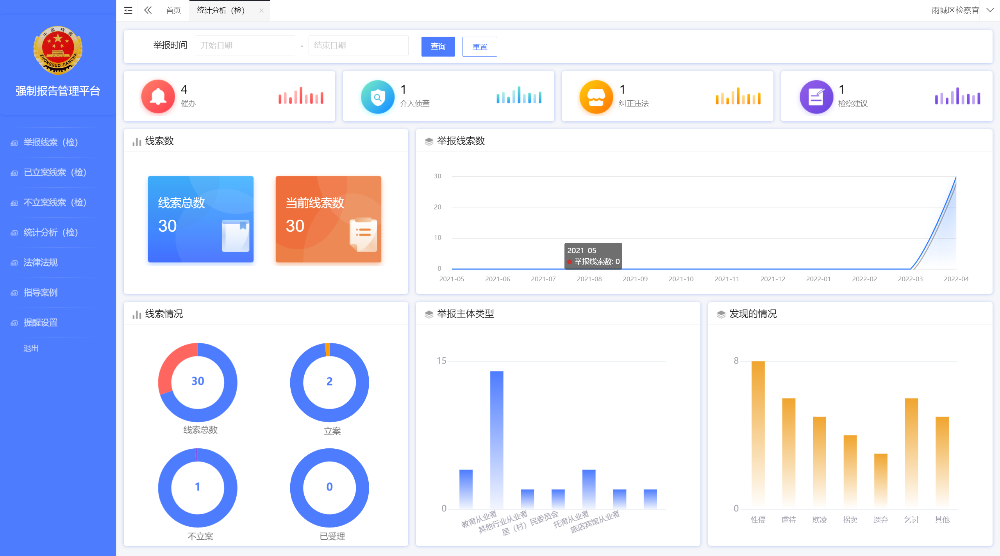 首页
统计分析（检）
雨城区检察官
中国检察
ZHONGGUO JIANCHA
强制报告管理平台
举报线索（检）
已立案线索（检）
不立案线索（检）
统计分析（检）
法律法规
指导案例
提醒设置
退出
举报时间 开始日期 - 结束日期 查询 重置
4
催办
1
介入侦查
1
纠正违法
1
检察建议
线索数
线索总数
30
当前线索数
30
举报线索数
30
20
10
0
2021-05
举报线索数: 0
2021-05 2021-06 2021-07 2021-08 2021-09 2021-10 2021-11 2021-12 2022-01 2022-02 2022-03 2022-04
线索情况
30
线索总数
2
立案
1
不立案
0
已受理
举报主体类型
15
0
教育从业者
其他行业从业者
居（村）民委员会
托育从业者
旅店宾馆从业者
发现的情况
8
0
性侵 虐待 欺凌 拐卖 遗弃 乞讨 其他